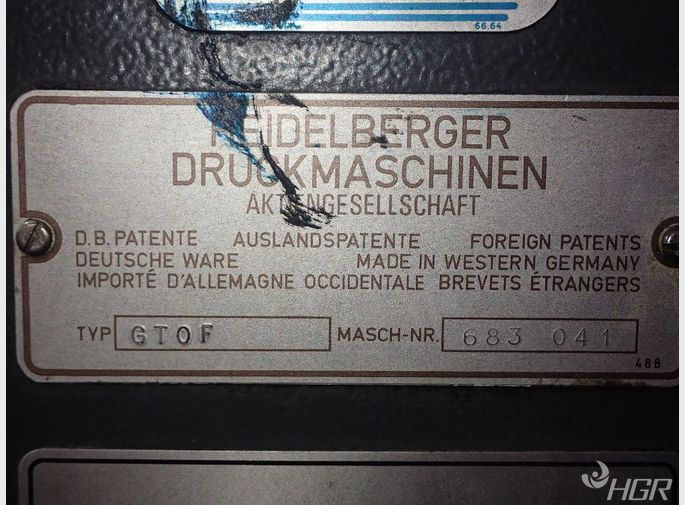 66.64
HEIDELBERGER
DRUCKMASCHINEN
AKTIENGESELLSCHAFT
D.B. PATENTE AUSLANDSPATENTE FOREIGN PATENTS
DEUTSCHE WARE MADE IN WESTERN GERMANY
IMPORTÉ D'ALLEMAGNE OCCIDENTALE BREVETS ÉTRANGERS
TYP GTOF MASCH-NR. 683 041
488
HGR